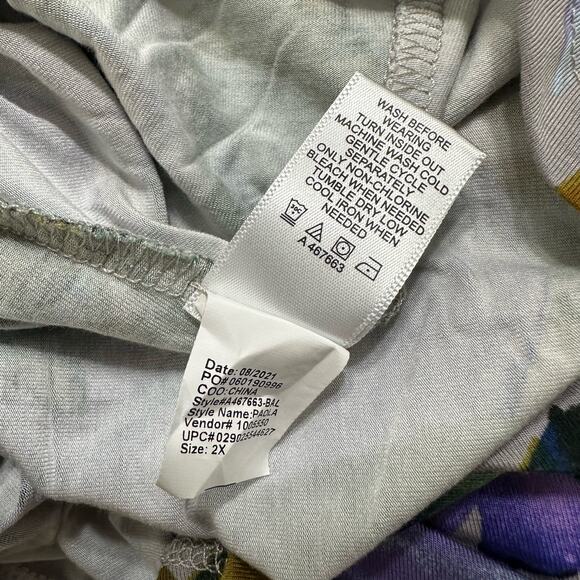 WASH BEFORE
WEARING
TURN INSIDE OUT
MACHINE WASH COLD
GENTLE CYCLE
SEPARATELY
ONLY NON-CHLORINE
BLEACH WHEN NEEDED
TUMBLE DRY LOW
COOL IRON WHEN
NEEDED
A 467663
Date: 08/2021
PO# 060190996
COO: CHINA
Style#A467663-BAL
Style Name: PAOLA
Vendor# 1005550
UPC# 029025544627
Size: 2X